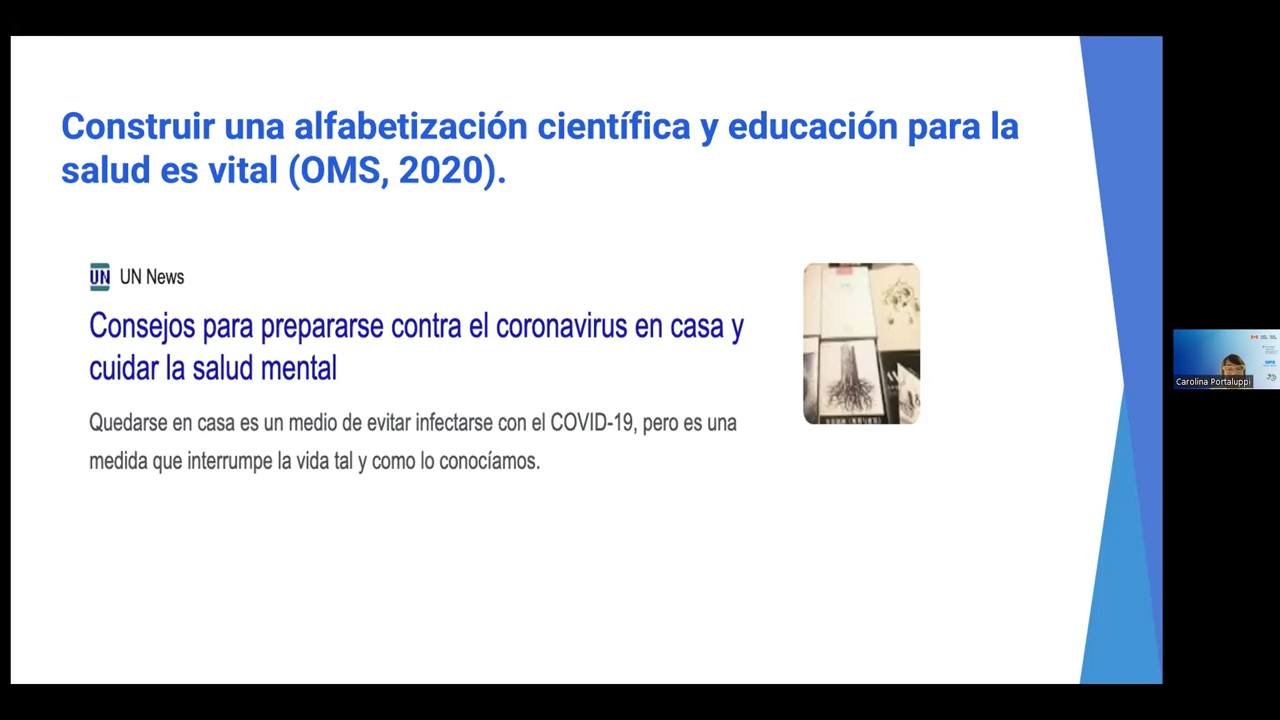 Construir una alfabetización científica y educación para la
salud es vital (OMS, 2020).
UN
UN News
Consejos para prepararse contra el coronavirus en casa y
cuidar la salud mental
Quedarse en casa es un medio de evitar infectarse con el COVID-19, pero es una
medida que interrumpe la vida tal y como lo conocíamos.
Carolina Portaluppi